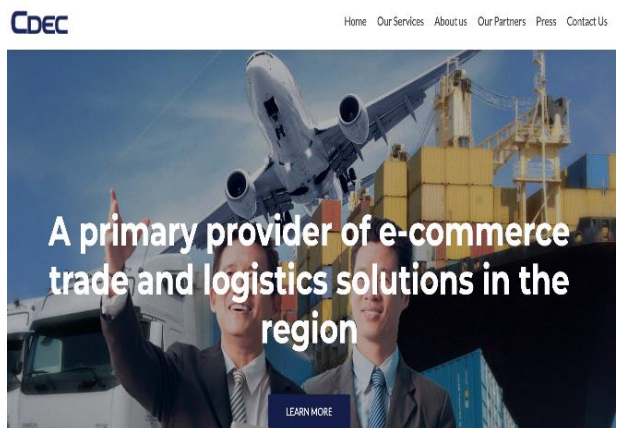 CDEC
Home Our Services About us Our Partners Press Contact Us
A primary provider of e-commerce
trade and logistics solutions in the
region
LEARN MORE